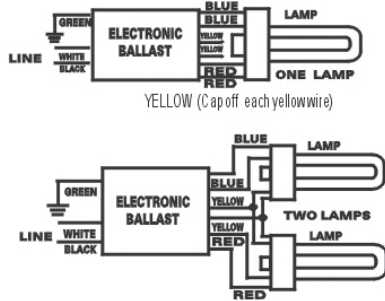 BLUE
BLUE
LAMP
GREEN
ELECTRONIC
BALLAST
YELLOW
YELLOW
LINE
WHITE
BLACK
RED
RED
ONE LAMP
YELLOW (Cap off each yellow wire)
BLUE
LAMP
BLUE
GREEN
ELECTRONIC
BALLAST
YELLOW
TWO LAMPS
YELLOW
LINE
WHITE
BLACK
RED
LAMP
RED